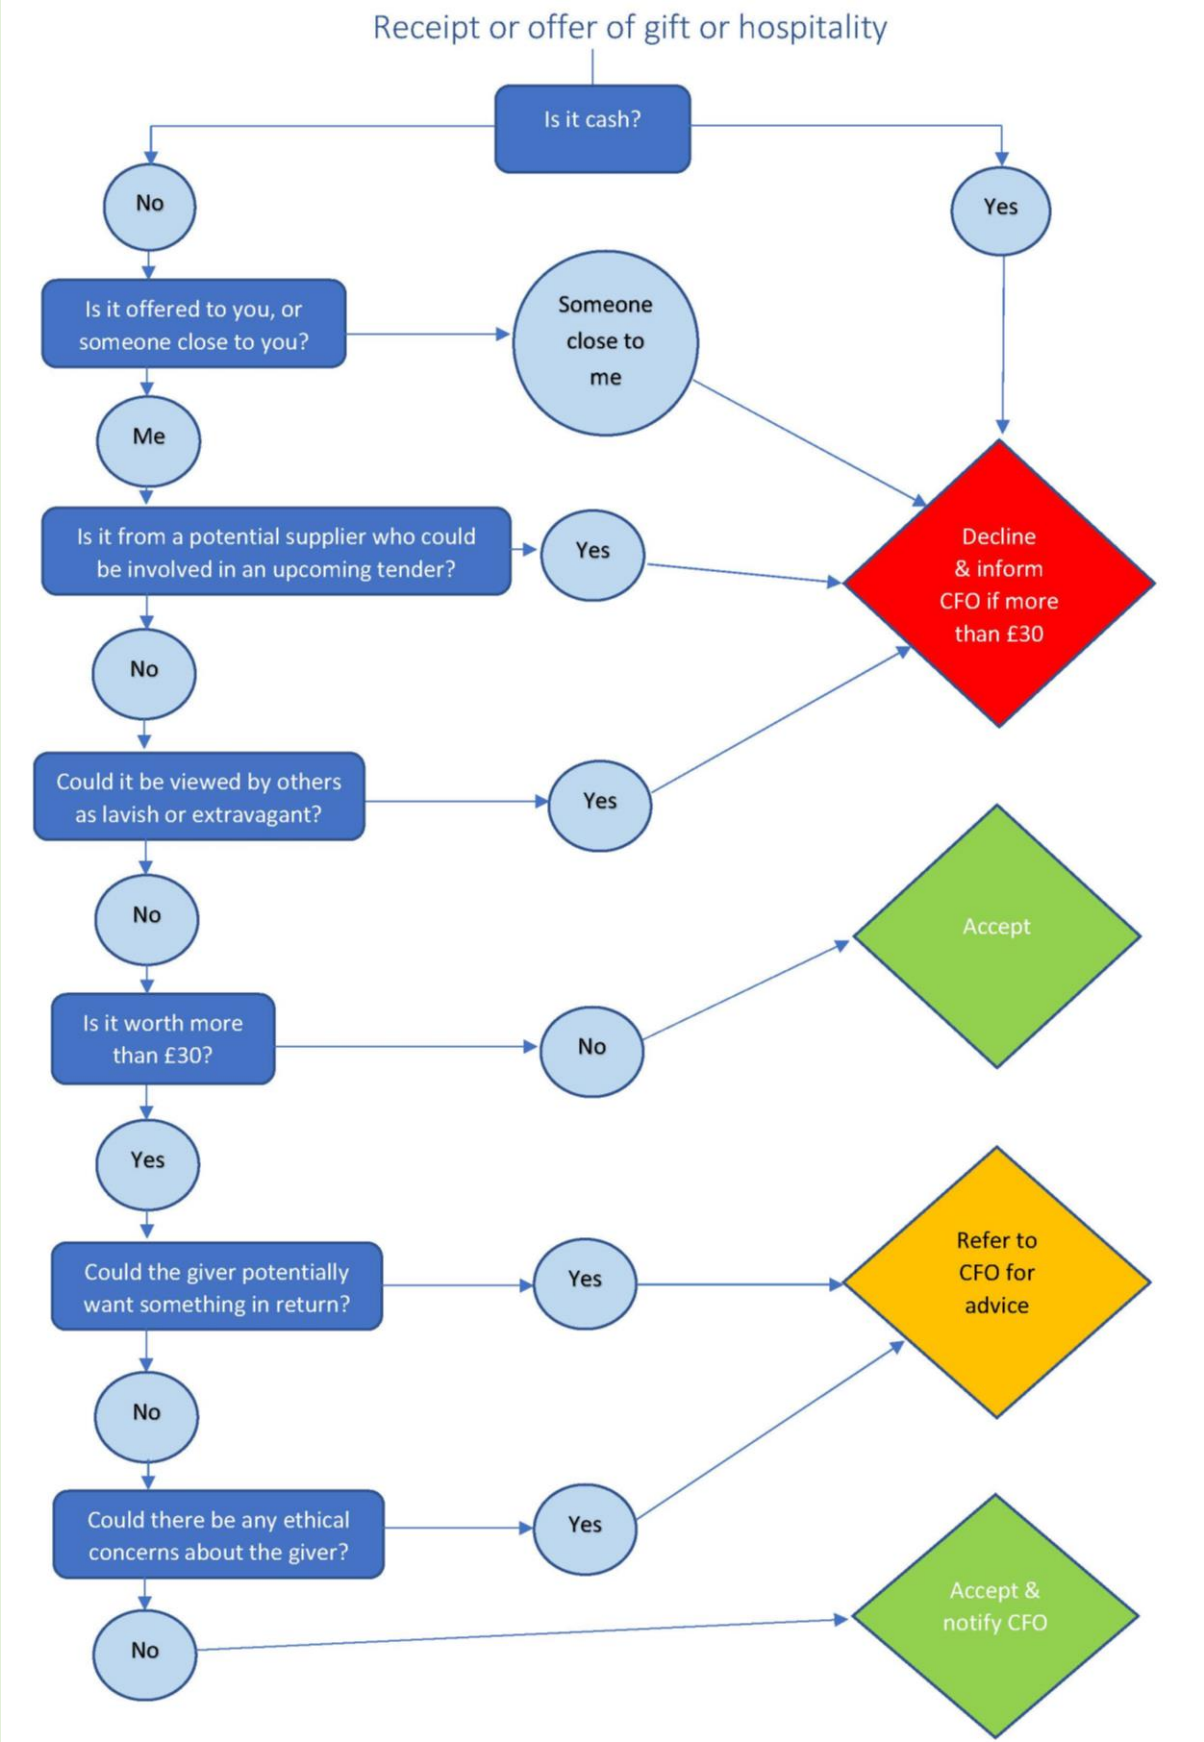 Receipt or offer of gift or hospitality
Is it cash?
No
Yes
Is it offered to you, or
someone close to you?
Someone
close to
me
Me
Is it from a potential supplier who could
be involved in an upcoming tender?
Yes
Decline
& inform
CFO if more
than £30
No
Could it be viewed by others
as lavish or extravagant?
Yes
No
Accept
Is it worth more
than £30?
No
Yes
Could the giver potentially
want something in return?
Yes
Refer to
CFO for
advice
No
Could there be any ethical
concerns about the giver?
Yes
No
Accept &
notify CFO